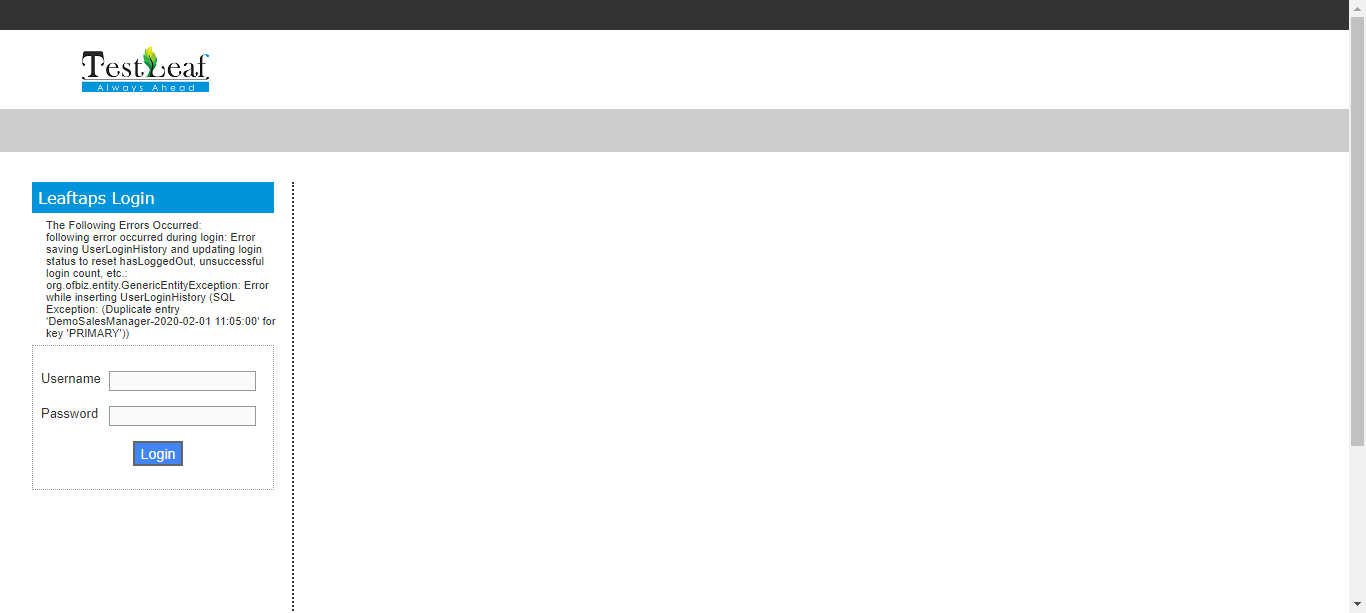 TestLeaf
Always Ahead
Leaftaps Login
The Following Errors Occurred:
following error occurred during login: Error
saving UserLoginHistory and updating login
status to reset hasLoggedOut, unsuccessful
login count, etc.:
org.ofbiz.entity.GenericEntityException: Error
while inserting UserLoginHistory (SQL
Exception: (Duplicate entry
'DemoSalesManager-2020-02-01 11:05:00' for
key 'PRIMARY'))
Username
Password
Login